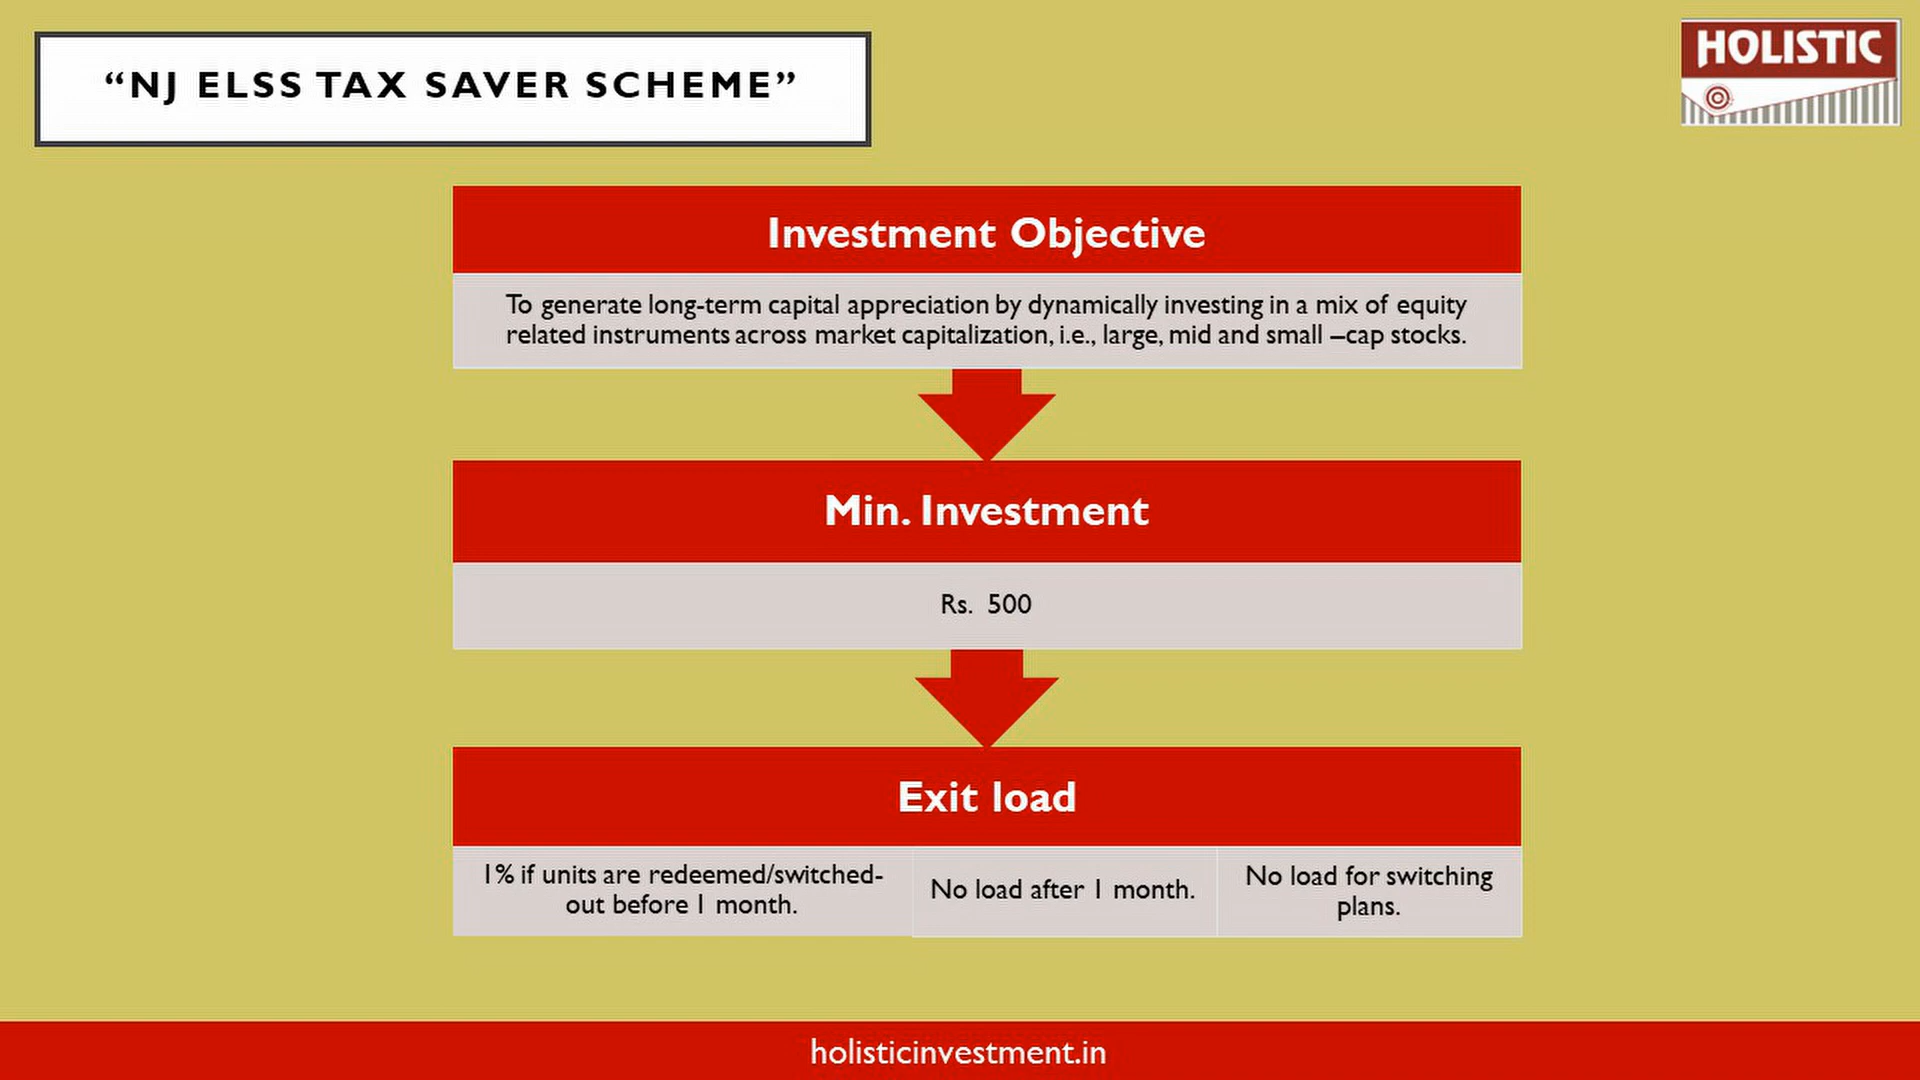 “NJ ELSS TAX SAVER SCHEME”
HOLISTIC
Investment Objective
To generate long-term capital appreciation by dynamically investing in a mix of equity
related instruments across market capitalization, i.e., large, mid and small –cap stocks.
Min. Investment
Rs. 500
Exit load
1% if units are redeemed/switched-
out before 1 month.
No load after 1 month.
No load for switching
plans.
holisticinvestment.in